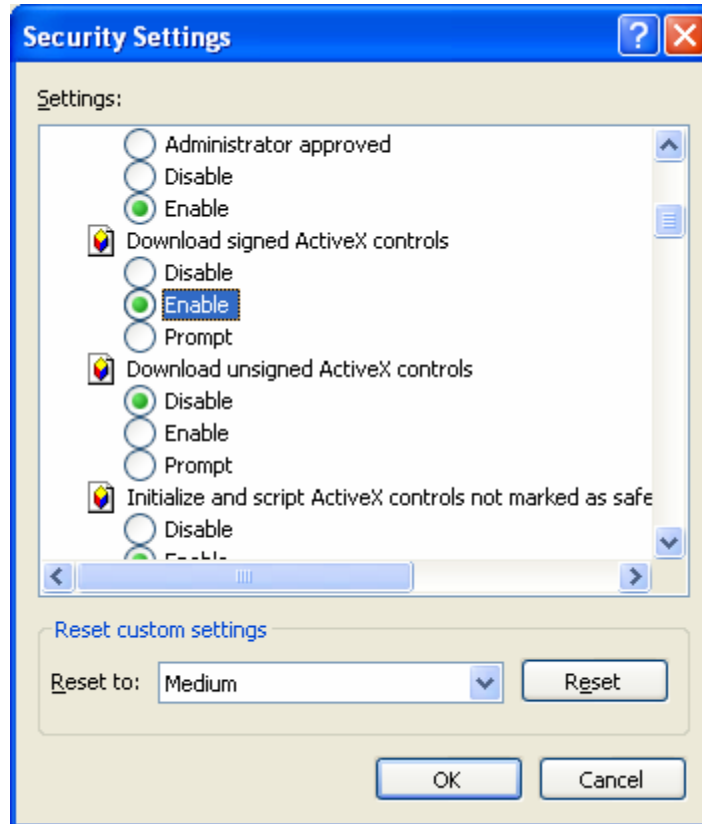 Security Settings
Settings:
Administrator approved
Disable
Enable
Download signed ActiveX controls
Disable
Enable
Prompt
Download unsigned ActiveX controls
Disable
Enable
Prompt
Initialize and script ActiveX controls not marked as safe
Disable
Enable
Reset custom settings
Reset to: Medium Reset
OK Cancel